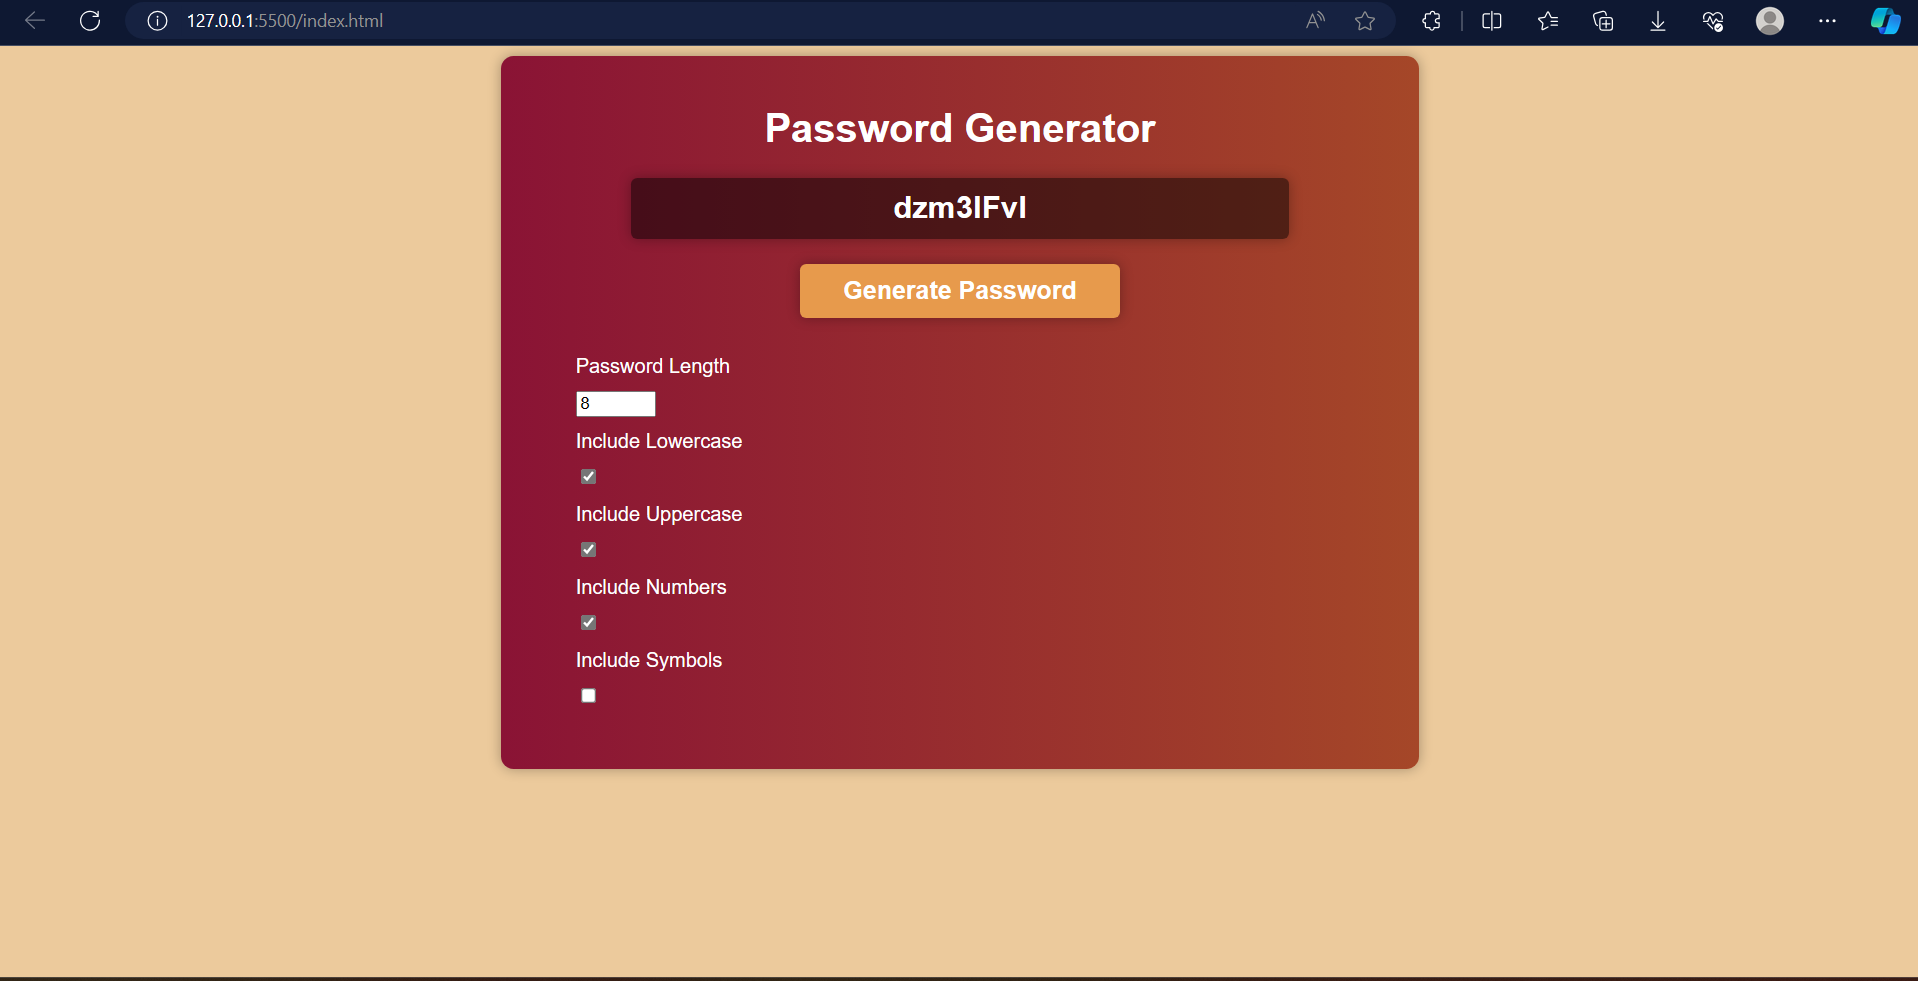 127.0.0.1:5500/index.html
Password Generator
dzm3lFvl
Generate Password
Password Length
8
Include Lowercase
Include Uppercase
Include Numbers
Include Symbols